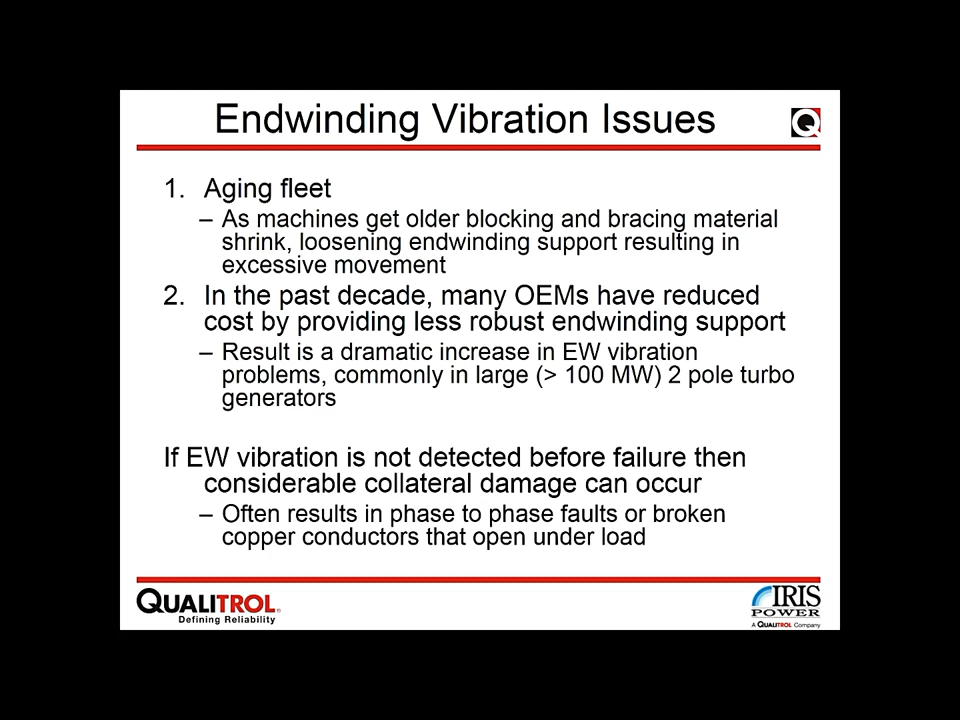 Endwinding Vibration Issues
Q
1. Aging fleet
– As machines get older blocking and bracing material
shrink, loosening endwinding support resulting in
excessive movement
2. In the past decade, many OEMs have reduced
cost by providing less robust endwinding support
– Result is a dramatic increase in EW vibration
problems, commonly in large (> 100 MW) 2 pole turbo
generators
If EW vibration is not detected before failure then
considerable collateral damage can occur
– Often results in phase to phase faults or broken
copper conductors that open under load
QUALITROL®
Defining Reliability
IRIS
POWER
A QUALITROL Company